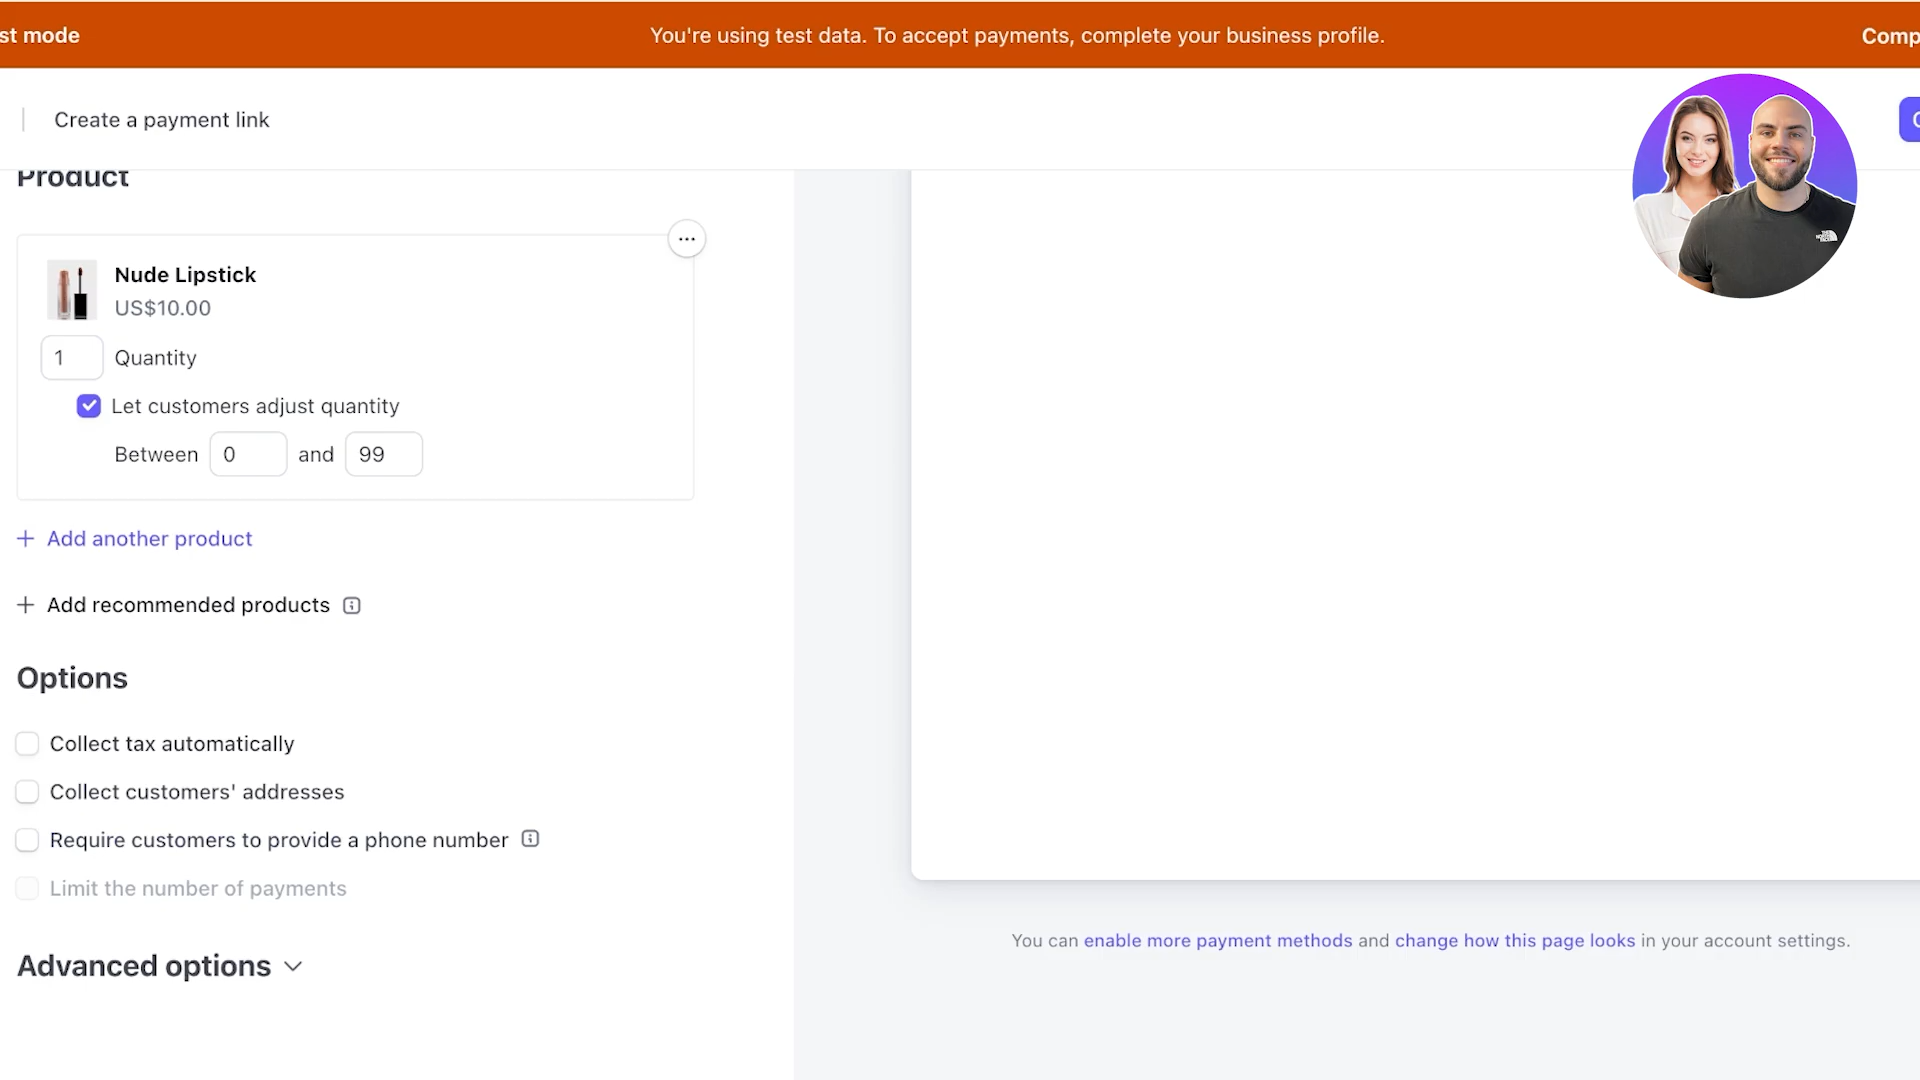 st mode
You're using test data. To accept payments, complete your business profile.
Comp
Create a payment link
Product
Nude Lipstick
US$10.00
1 Quantity
Let customers adjust quantity
Between 0 and 99
+ Add another product
+ Add recommended products
Options
Collect tax automatically
Collect customers' addresses
Require customers to provide a phone number
Limit the number of payments
Advanced options
You can enable more payment methods and change how this page looks in your account settings.